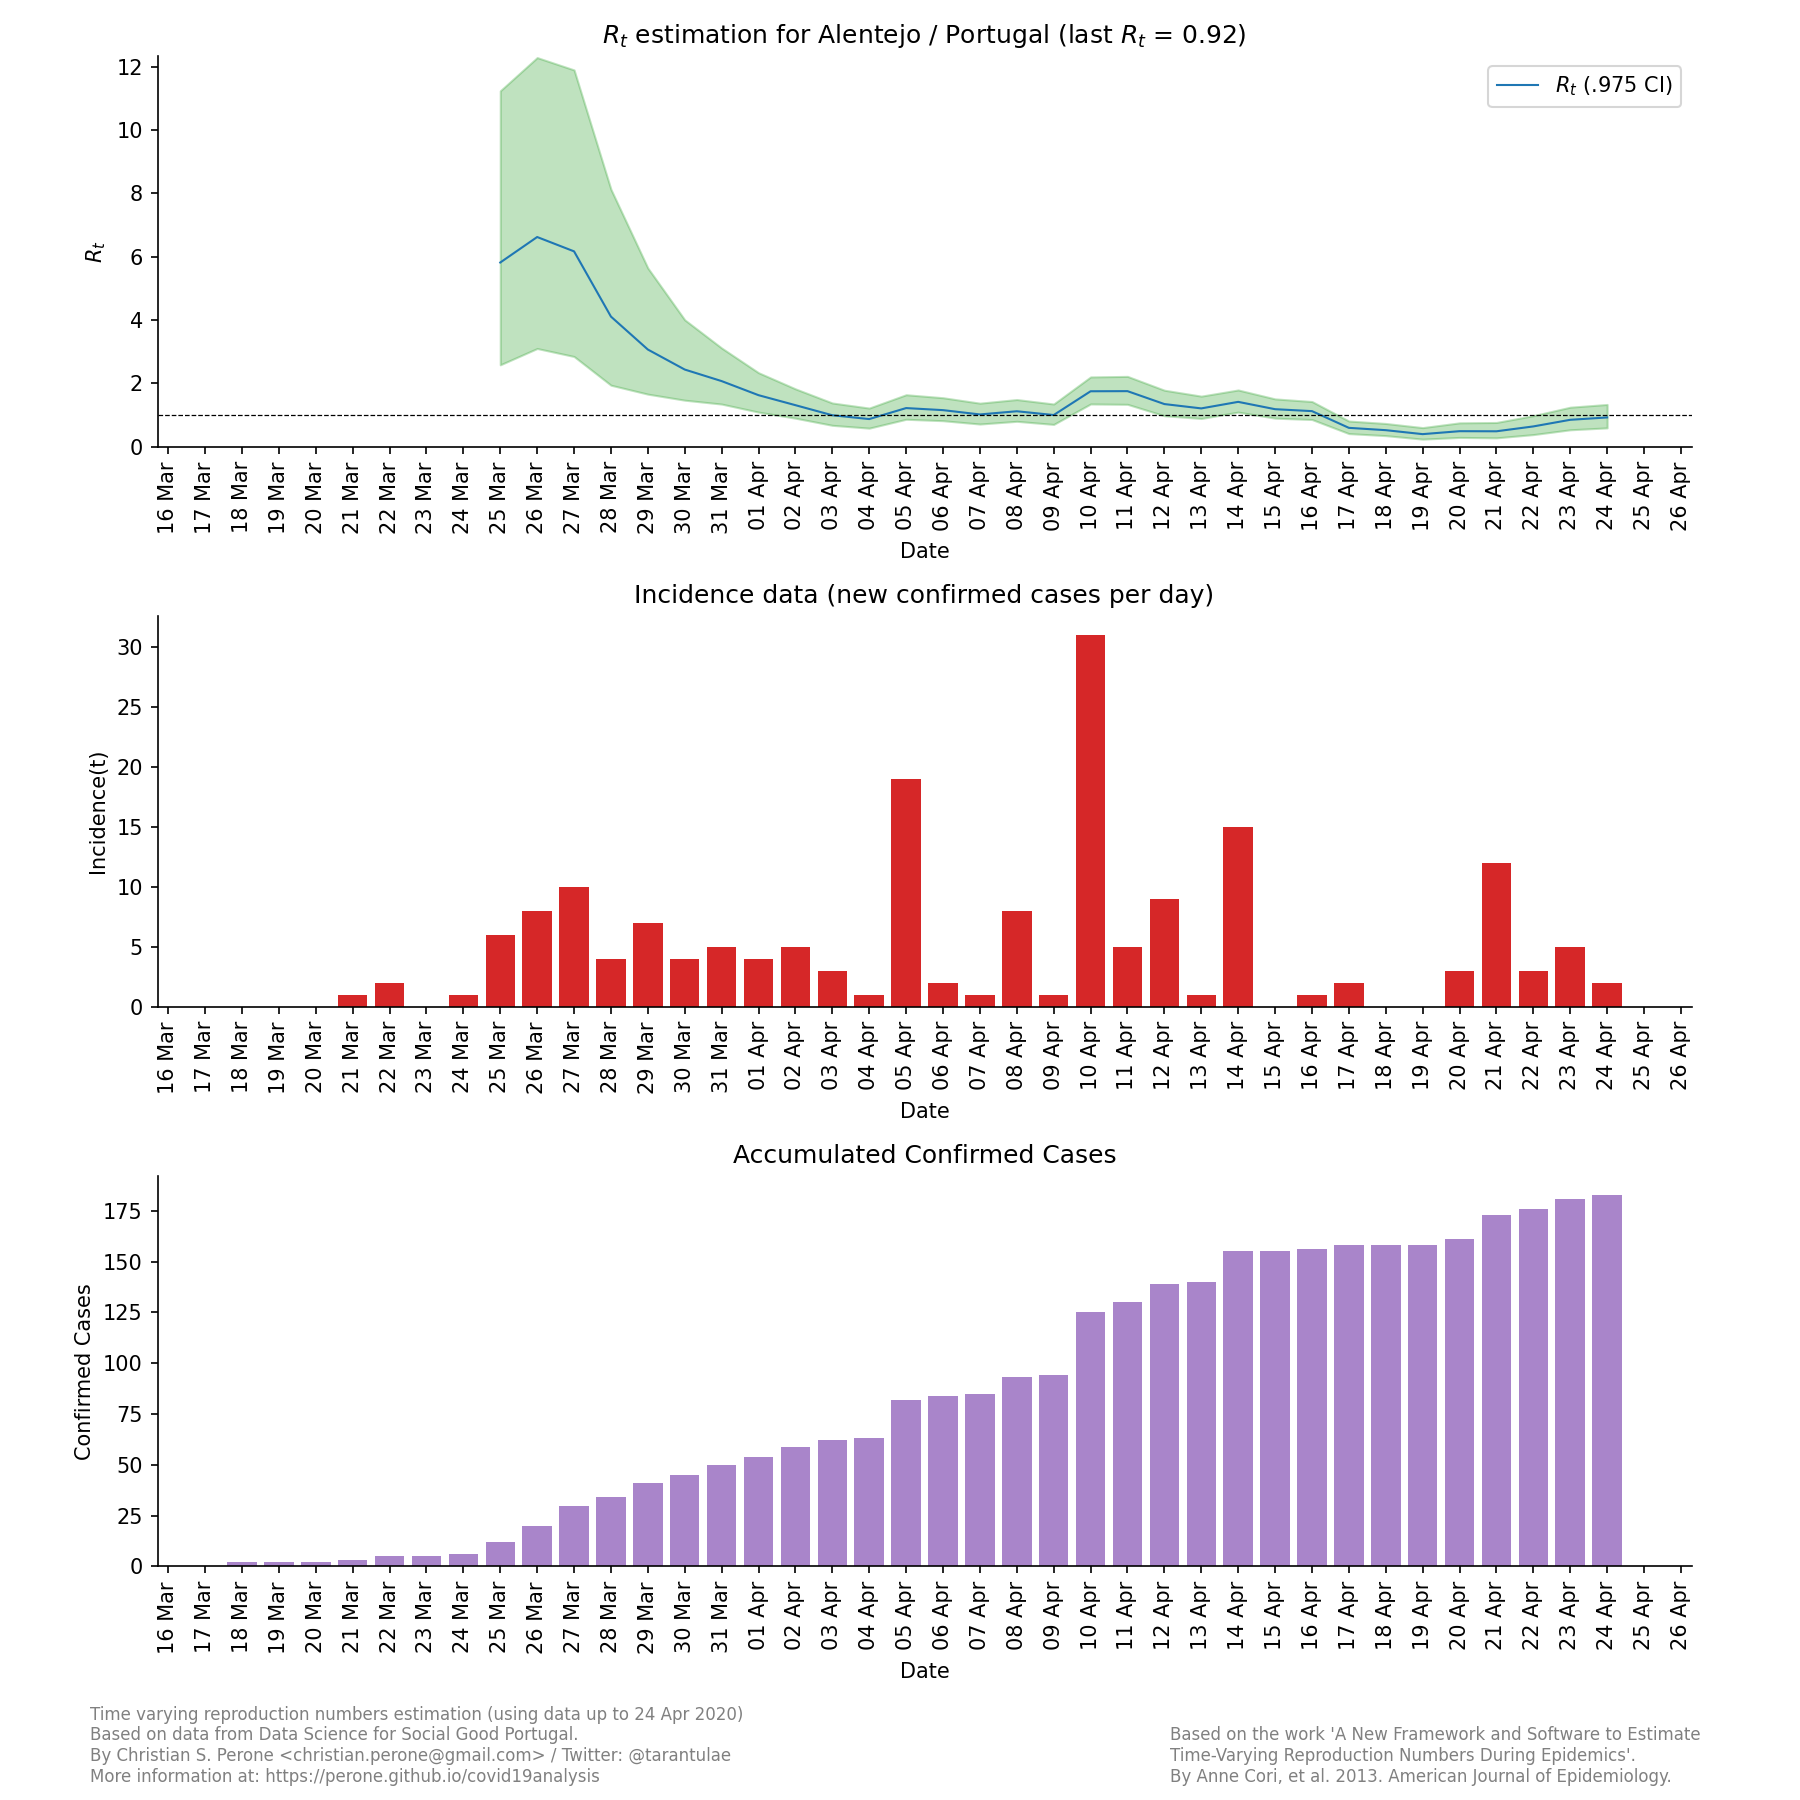 Rt estimation for Alentejo / Portugal (last Rt = 0.92)
Rt (.975 CI)
12
10
8
6
4
2
0
Rt
16 Mar 17 Mar 18 Mar 19 Mar 20 Mar 21 Mar 22 Mar 23 Mar 24 Mar 25 Mar 26 Mar 27 Mar 28 Mar 29 Mar 30 Mar 31 Mar 01 Apr 02 Apr 03 Apr 04 Apr 05 Apr 06 Apr 07 Apr 08 Apr 09 Apr 10 Apr 11 Apr 12 Apr 13 Apr 14 Apr 15 Apr 16 Apr 17 Apr 18 Apr 19 Apr 20 Apr 21 Apr 22 Apr 23 Apr 24 Apr 25 Apr 26 Apr
Date
Incidence data (new confirmed cases per day)
30
25
20
15
10
5
0
Incidence(t)
16 Mar 17 Mar 18 Mar 19 Mar 20 Mar 21 Mar 22 Mar 23 Mar 24 Mar 25 Mar 26 Mar 27 Mar 28 Mar 29 Mar 30 Mar 31 Mar 01 Apr 02 Apr 03 Apr 04 Apr 05 Apr 06 Apr 07 Apr 08 Apr 09 Apr 10 Apr 11 Apr 12 Apr 13 Apr 14 Apr 15 Apr 16 Apr 17 Apr 18 Apr 19 Apr 20 Apr 21 Apr 22 Apr 23 Apr 24 Apr 25 Apr 26 Apr
Date
Accumulated Confirmed Cases
175
150
125
100
75
50
25
0
Confirmed Cases
16 Mar 17 Mar 18 Mar 19 Mar 20 Mar 21 Mar 22 Mar 23 Mar 24 Mar 25 Mar 26 Mar 27 Mar 28 Mar 29 Mar 30 Mar 31 Mar 01 Apr 02 Apr 03 Apr 04 Apr 05 Apr 06 Apr 07 Apr 08 Apr 09 Apr 10 Apr 11 Apr 12 Apr 13 Apr 14 Apr 15 Apr 16 Apr 17 Apr 18 Apr 19 Apr 20 Apr 21 Apr 22 Apr 23 Apr 24 Apr 25 Apr 26 Apr
Date
Time varying reproduction numbers estimation (using data up to 24 Apr 2020)
Based on data from Data Science for Social Good Portugal.
By Christian S. Perone <christian.perone@gmail.com> / Twitter: @tarantulae
More information at: https://perone.github.io/covid19analysis
Based on the work 'A New Framework and Software to Estimate
Time-Varying Reproduction Numbers During Epidemics'.
By Anne Cori, et al. 2013. American Journal of Epidemiology.